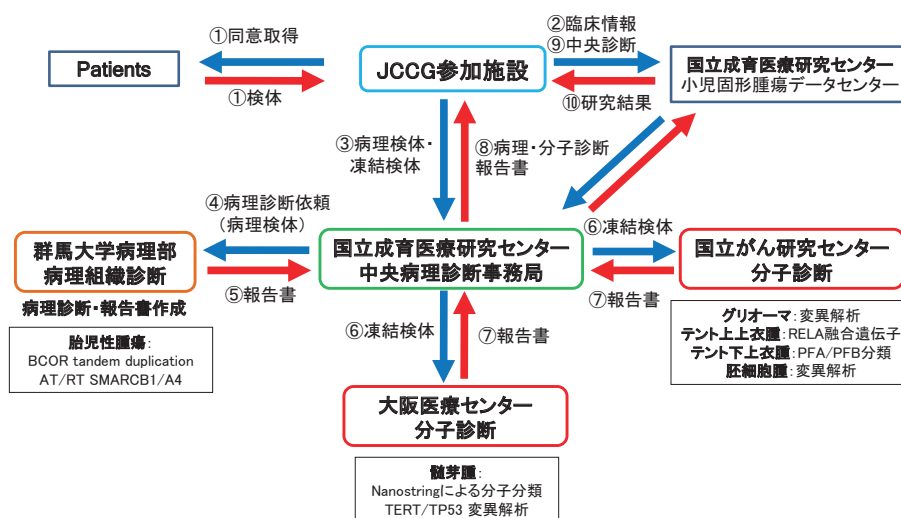 ①同意取得
②臨床情報
⑨中央診断
Patients
JCCG参加施設
国立成育医療研究センター
小児固形腫瘍データセンター
①検体
⑩研究結果
③病理検体・
凍結検体
⑧病理・分子診断
報告書
④病理診断依頼
(病理検体)
⑥凍結検体
群馬大学病理部
病理組織診断
国立成育医療研究センター
中央病理診断事務局
国立がん研究センター
分子診断
⑤報告書
⑦報告書
病理診断・報告書作成
⑥凍結検体
⑦報告書
胎児性腫瘍:
BCOR tandem duplication
AT/RT SMARCB1/A4
グリオーマ:変異解析
テント上上衣腫:RELA融合遺伝子
テント下上衣腫:PFA/PFB分類
胚細胞腫:変異解析
大阪医療センター
分子診断
髄芽腫:
Nanostringによる分子分類
TERT/TP53 変異解析